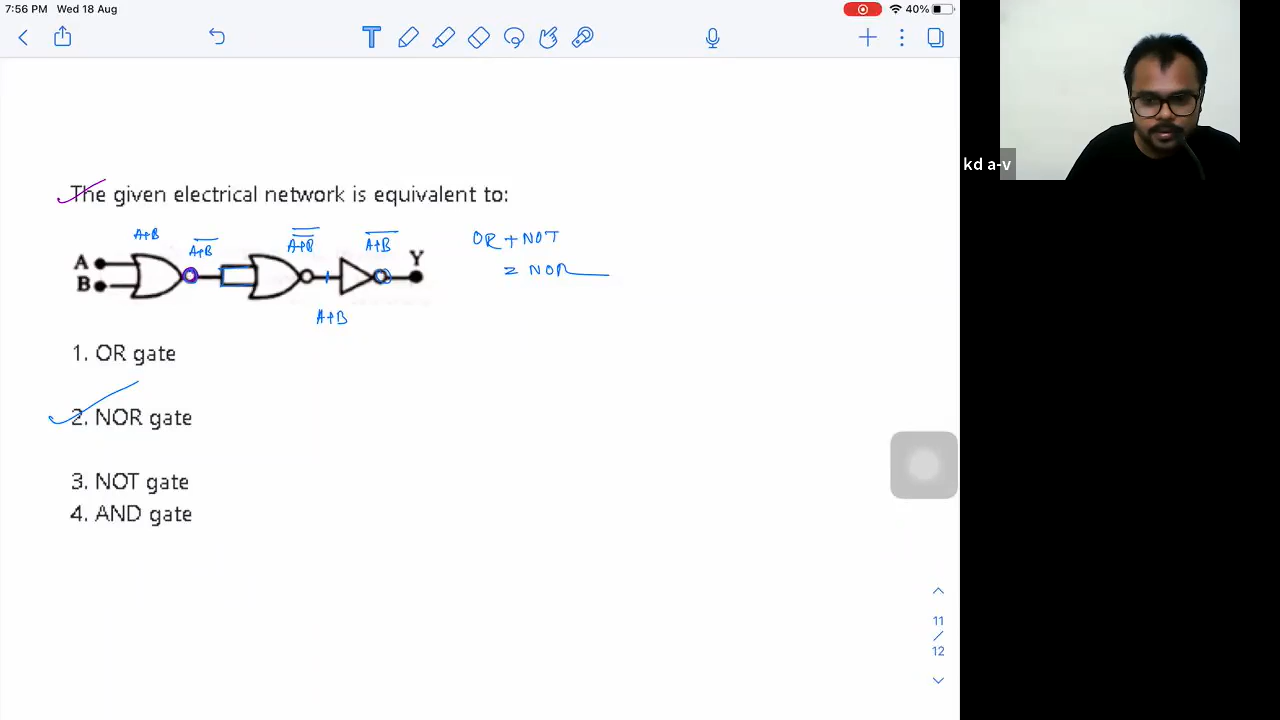 7:56 PM Wed 18 Aug
40%
T
kd a-v
The given electrical network is equivalent to:
A+B
A̅+̅B̅
A̿+̿B̿
A̅+̅B̅
OR + NOT
= NOR
A
B
Y
A+B
1. OR gate
2. NOR gate
3. NOT gate
4. AND gate
11
/
12